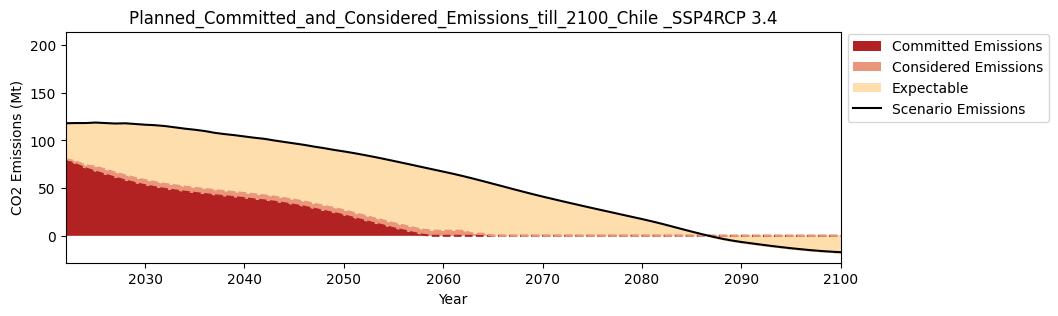 Planned_Committed_and_Considered_Emissions_till_2100_Chile _SSP4RCP 3.4
CO2 Emissions (Mt)
200
150
100
50
0
2030 2040 2050 2060 2070 2080 2090 2100
Year
Committed Emissions
Considered Emissions
Expectable
Scenario Emissions